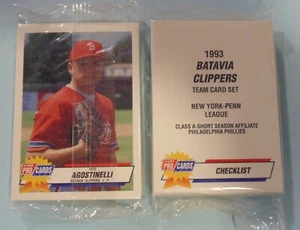 B
AGOSTINELLI
BATAVIA CLIPPERS • P
PRO CARDS
1993
BATAVIA
CLIPPERS
TEAM CARD SET
NEW YORK-PENN
LEAGUE
CLASS A-SHORT SEASON AFFILIATE
PHILADELPHIA PHILLIES
PRO CARDS
CHECKLIST